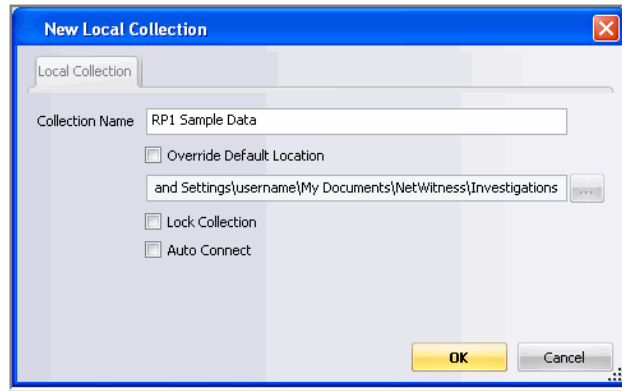 New Local Collection
Local Collection
Collection Name RP1 Sample Data
Override Default Location
and Settings\username\My Documents\NetWitness\Investigations ...
Lock Collection
Auto Connect
OK Cancel